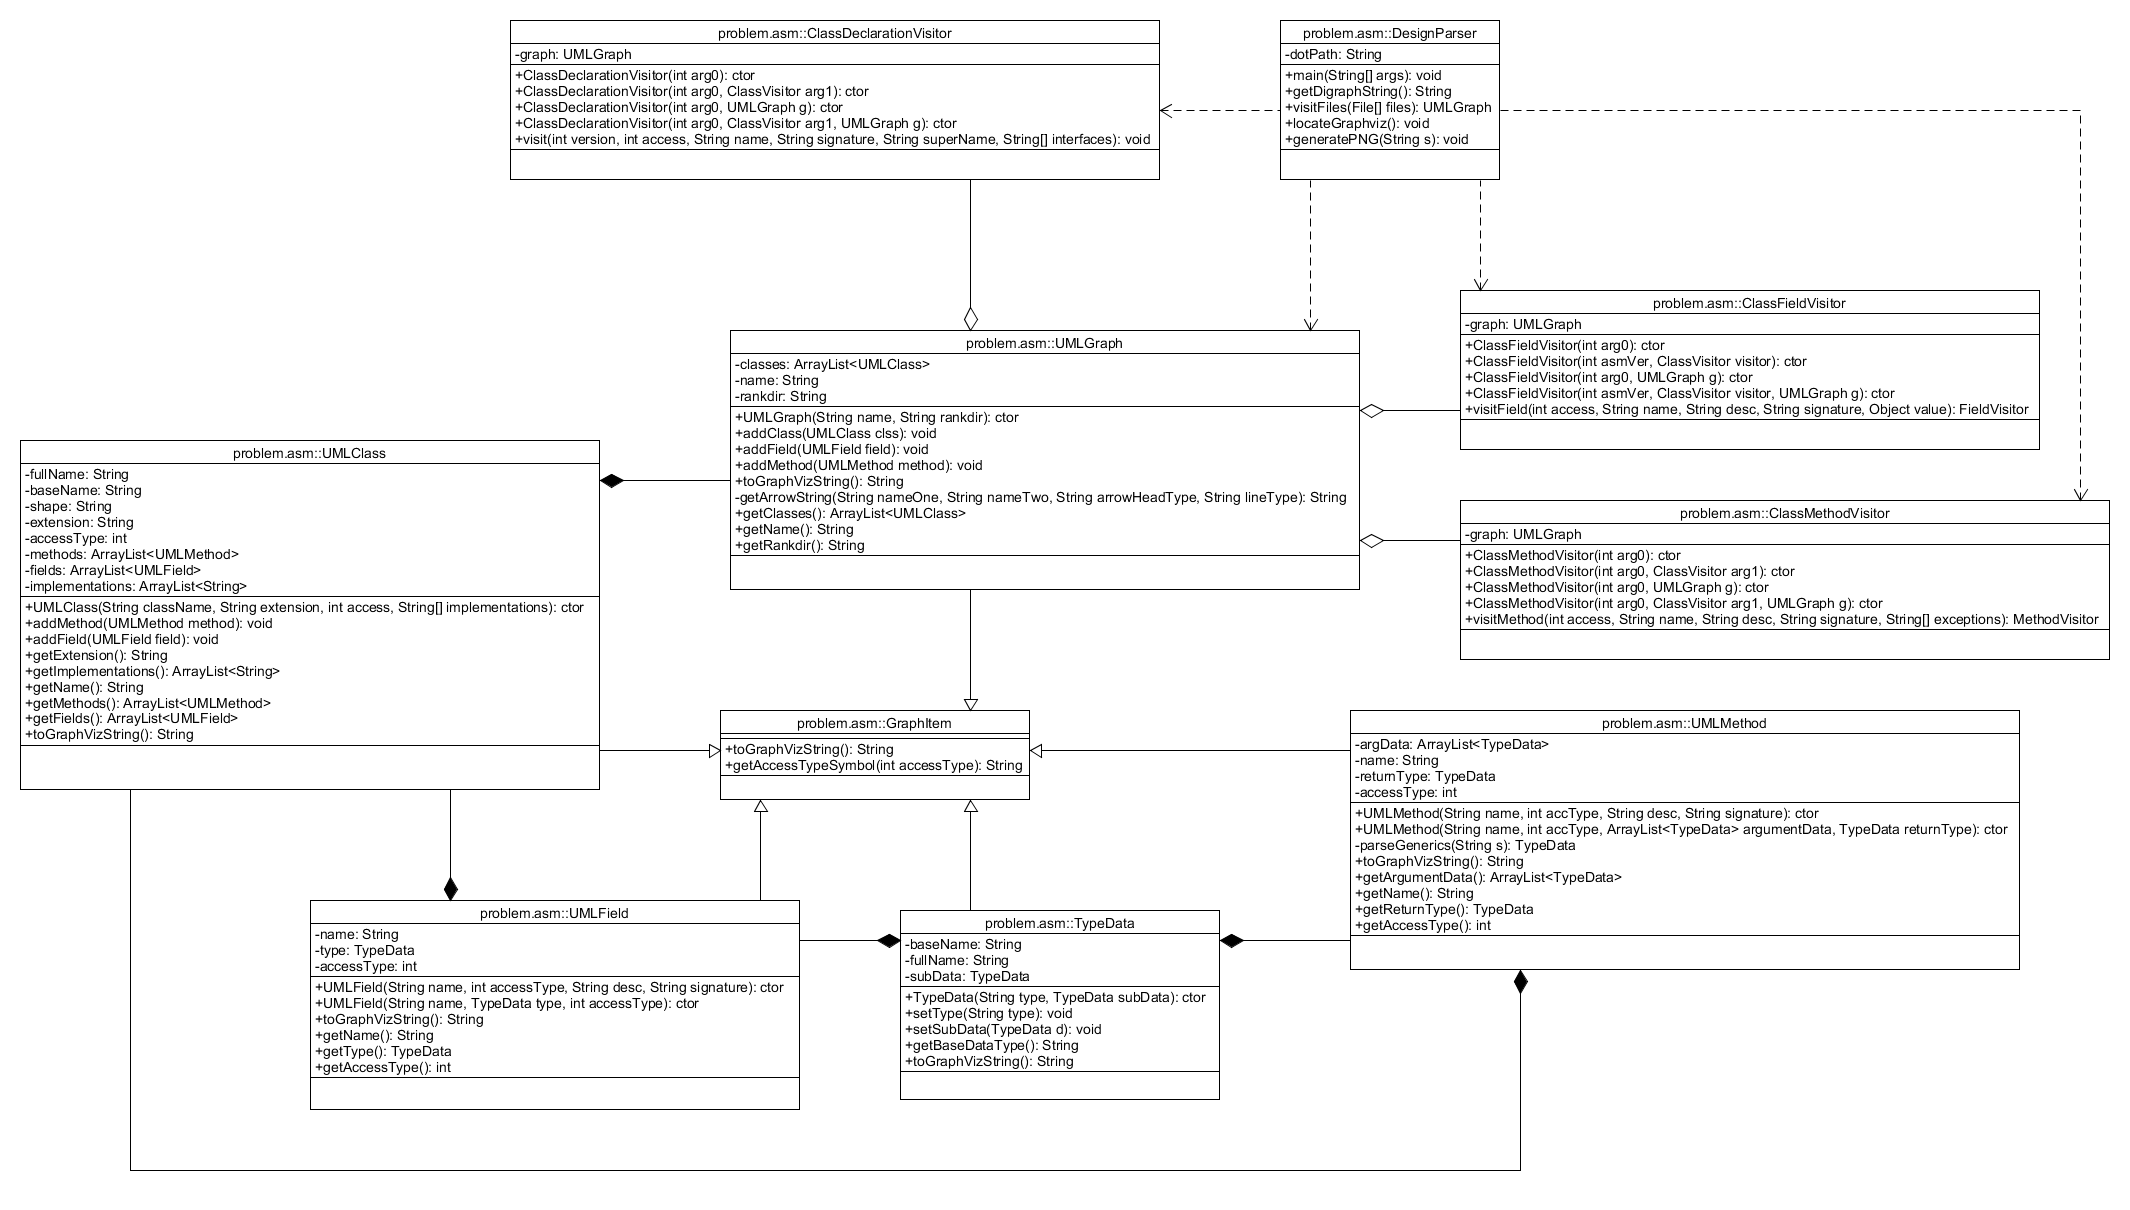 problem.asm::ClassDeclarationVisitor
-graph: UMLGraph
+ClassDeclarationVisitor(int arg0): ctor
+ClassDeclarationVisitor(int arg0, ClassVisitor arg1): ctor
+ClassDeclarationVisitor(int arg0, UMLGraph g): ctor
+ClassDeclarationVisitor(int arg0, ClassVisitor arg1, UMLGraph g): ctor
+visit(int version, int access, String name, String signature, String superName, String[] interfaces): void
problem.asm::DesignParser
-dotPath: String
+main(String[] args): void
+getDigraphString(): String
+visitFiles(File[] files): UMLGraph
+locateGraphviz(): void
+generatePNG(String s): void
problem.asm::ClassFieldVisitor
-graph: UMLGraph
+ClassFieldVisitor(int arg0): ctor
+ClassFieldVisitor(int asmVer, ClassVisitor visitor): ctor
+ClassFieldVisitor(int arg0, UMLGraph g): ctor
+ClassFieldVisitor(int asmVer, ClassVisitor visitor, UMLGraph g): ctor
+visitField(int access, String name, String desc, String signature, Object value): FieldVisitor
problem.asm::UMLGraph
-classes: ArrayList<UMLClass>
-name: String
-rankdir: String
+UMLGraph(String name, String rankdir): ctor
+addClass(UMLClass clss): void
+addField(UMLField field): void
+addMethod(UMLMethod method): void
+toGraphVizString(): String
-getArrowString(String nameOne, String nameTwo, String arrowHeadType, String lineType): String
+getClasses(): ArrayList<UMLClass>
+getName(): String
+getRankdir(): String
problem.asm::UMLClass
-fullName: String
-baseName: String
-shape: String
-extension: String
-accessType: int
-methods: ArrayList<UMLMethod>
-fields: ArrayList<UMLField>
-implementations: ArrayList<String>
+UMLClass(String className, String extension, int access, String[] implementations): ctor
+addMethod(UMLMethod method): void
+addField(UMLField field): void
+getExtension(): String
+getImplementations(): ArrayList<String>
+getName(): String
+getMethods(): ArrayList<UMLMethod>
+getFields(): ArrayList<UMLField>
+toGraphVizString(): String
problem.asm::ClassMethodVisitor
-graph: UMLGraph
+ClassMethodVisitor(int arg0): ctor
+ClassMethodVisitor(int arg0, ClassVisitor arg1): ctor
+ClassMethodVisitor(int arg0, UMLGraph g): ctor
+ClassMethodVisitor(int arg0, ClassVisitor arg1, UMLGraph g): ctor
+visitMethod(int access, String name, String desc, String signature, String[] exceptions): MethodVisitor
problem.asm::GraphItem
+toGraphVizString(): String
+getAccessTypeSymbol(int accessType): String
problem.asm::UMLMethod
-argData: ArrayList<TypeData>
-name: String
-returnType: TypeData
-accessType: int
+UMLMethod(String name, int accType, String desc, String signature): ctor
+UMLMethod(String name, int accType, ArrayList<TypeData> argumentData, TypeData returnType): ctor
-parseGenerics(String s): TypeData
+toGraphVizString(): String
+getArgumentData(): ArrayList<TypeData>
+getName(): String
+getReturnType(): TypeData
+getAccessType(): int
problem.asm::UMLField
-name: String
-type: TypeData
-accessType: int
+UMLField(String name, int accessType, String desc, String signature): ctor
+UMLField(String name, TypeData type, int accessType): ctor
+toGraphVizString(): String
+getName(): String
+getType(): TypeData
+getAccessType(): int
problem.asm::TypeData
-baseName: String
-fullName: String
-subData: TypeData
+TypeData(String type, TypeData subData): ctor
+setType(String type): void
+setSubData(TypeData d): void
+getBaseDataType(): String
+toGraphVizString(): String